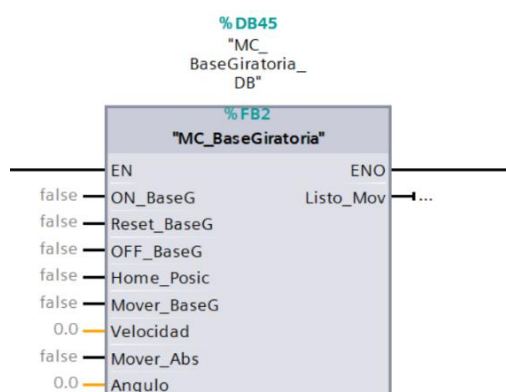 %DB45
"MC_
BaseGiratoria_
DB"
%FB2
"MC_BaseGiratoria"
EN ENO
false ON_BaseG Listo_Mov ...
false Reset_BaseG
false OFF_BaseG
false Home_Posic
false Mover_BaseG
0.0 Velocidad
false Mover_Abs
0.0 Angulo